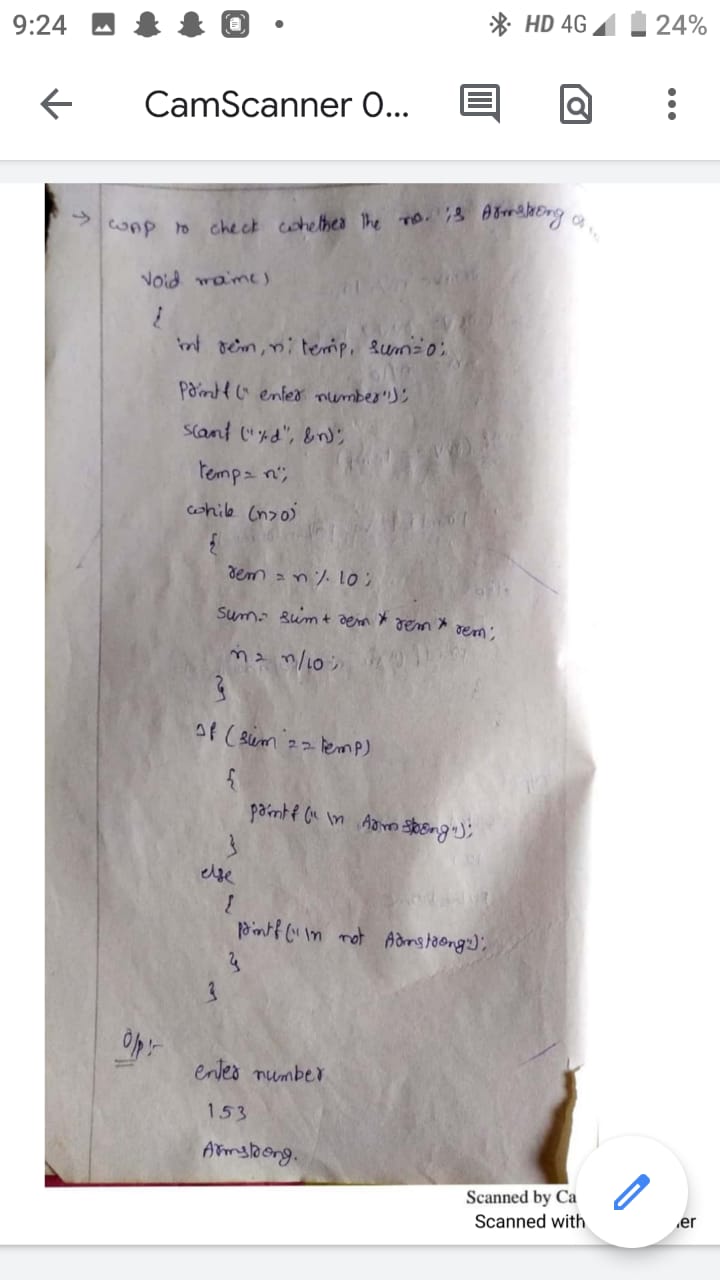 9:24 HD 4G 24%
CamScanner 0...
→ WAP to check whether the no. is Armstrong or
void main()
{
int rem, n; temp, sum=0;
printf(" enter number");
scanf ("%d", &n);
temp = n;
while (n>0)
{
rem = n % 10;
sum= sum + rem * rem * rem;
n = n/10;
}
If (sum == temp)
{
printf ("\n Armstrong");
}
else
{
printf ("\n not Armstrong");
}
}
O/p:-
enter number
153
Armstrong.
Scanned by Ca
Scanned with
er